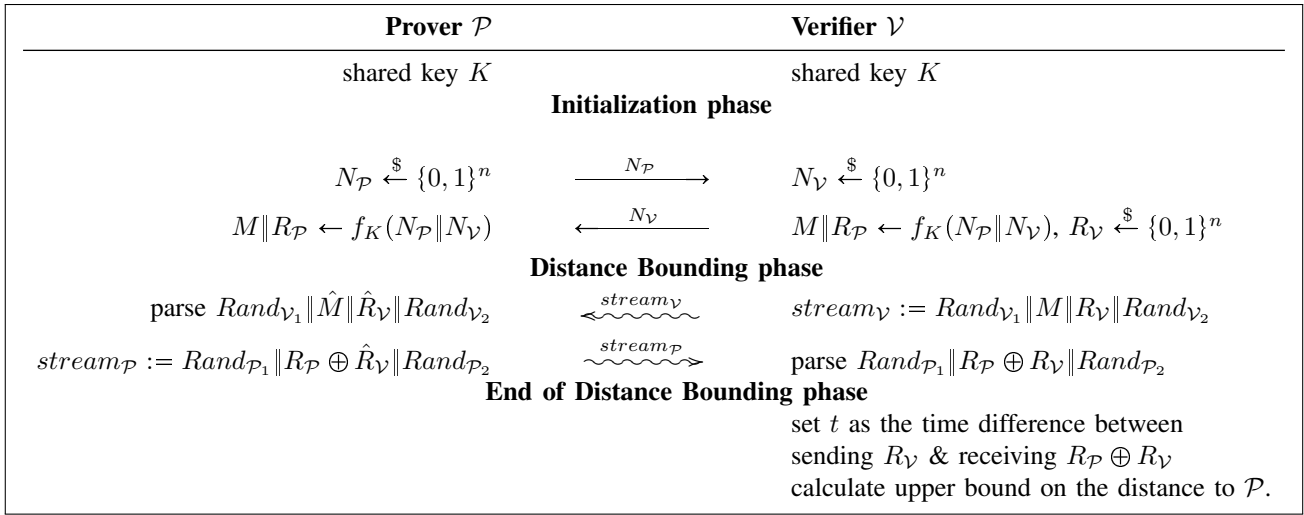 Prover 𝒫 Verifier 𝒱
shared key K shared key K
Initialization phase
N_𝒫 ←$ {0, 1}^n N_𝒫 N_𝒱 ←$ {0, 1}^n
M∥R_𝒫 ← f_K(N_𝒫∥N_𝒱) N_𝒱 M∥R_𝒫 ← f_K(N_𝒫∥N_𝒱), R_𝒱 ←$ {0, 1}^n
Distance Bounding phase
parse Rand_𝒱₁∥M̂∥R̂_𝒱∥Rand_𝒱₂ stream_𝒱 stream_𝒱 := Rand_𝒱₁∥M∥R_𝒱∥Rand_𝒱₂
stream_𝒫 := Rand_𝒫₁∥R_𝒫 ⊕ R̂_𝒱∥Rand_𝒫₂ stream_𝒫 parse Rand_𝒫₁∥R_𝒫 ⊕ R_𝒱∥Rand_𝒫₂
End of Distance Bounding phase
set t as the time difference between
sending R_𝒱 & receiving R_𝒫 ⊕ R_𝒱
calculate upper bound on the distance to 𝒫.